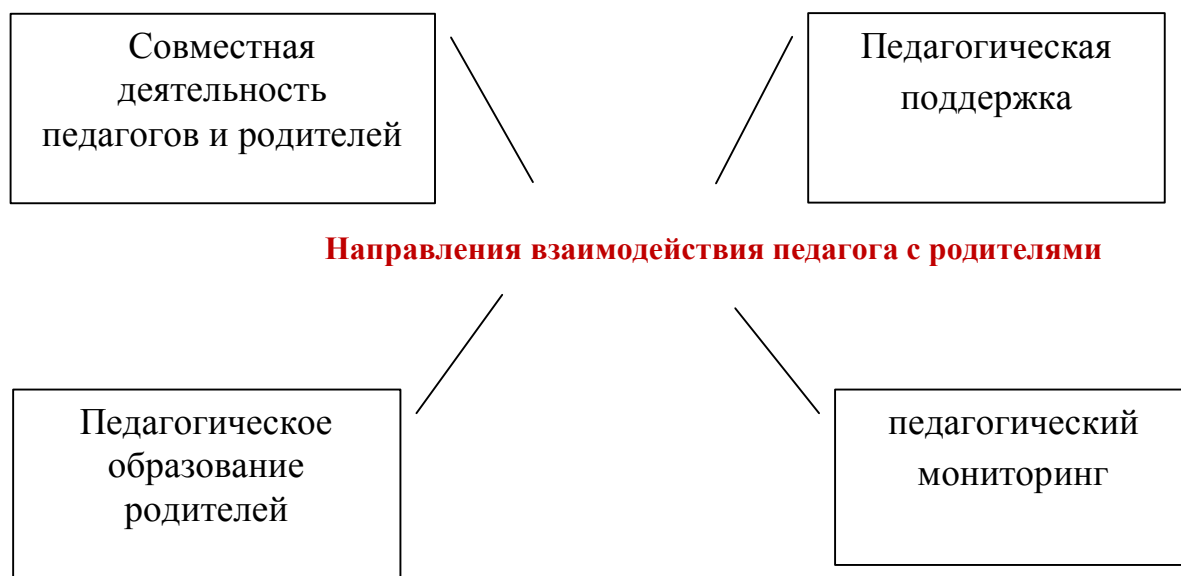 Совместная
деятельность
педагогов и родителей
Педагогическая
поддержка
Направления взаимодействия педагога с родителями
Педагогическое
образование
родителей
педагогический
мониторинг